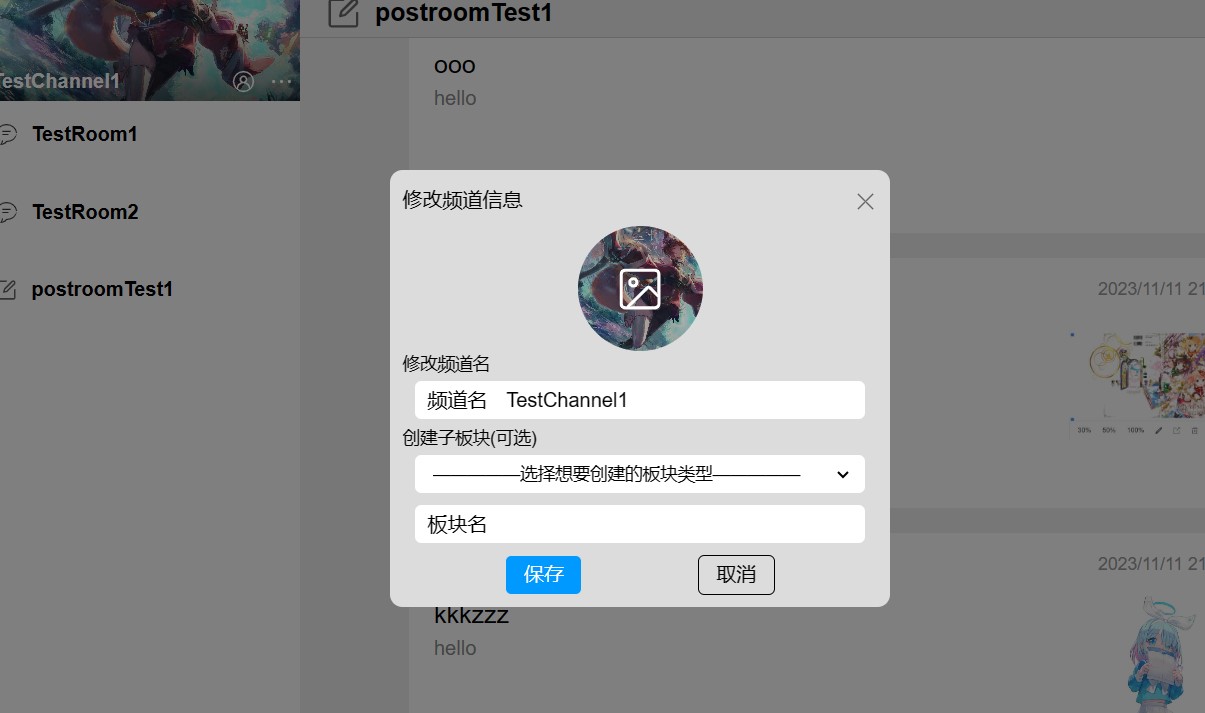 postroomTest1
TestChannel1
TestRoom1
TestRoom2
postroomTest1
ooo
hello
2023/11/11 21
30% 50% 100%
2023/11/11 21
kkkzzz
hello
修改频道信息
修改频道名
频道名 TestChannel1
创建子板块(可选)
—————选择想要创建的板块类型—————
板块名
保存 取消